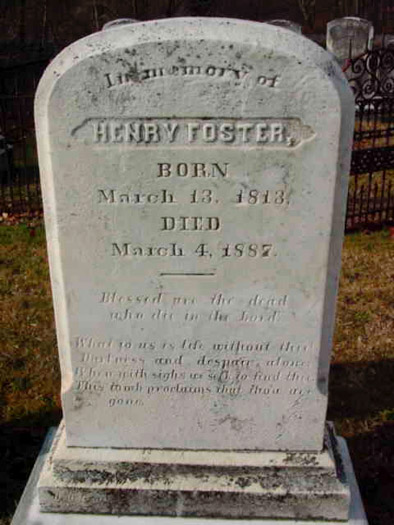 In memory of
HENRY FOSTER,
BORN
March 13, 1813.
DIED
March 4, 1887.
Blessed are the dead
who die in the Lord.
What to us is life without thee
Darkness and despair, alone
When with sighs we seek to find thee
This tomb proclaims that thou art
gone.